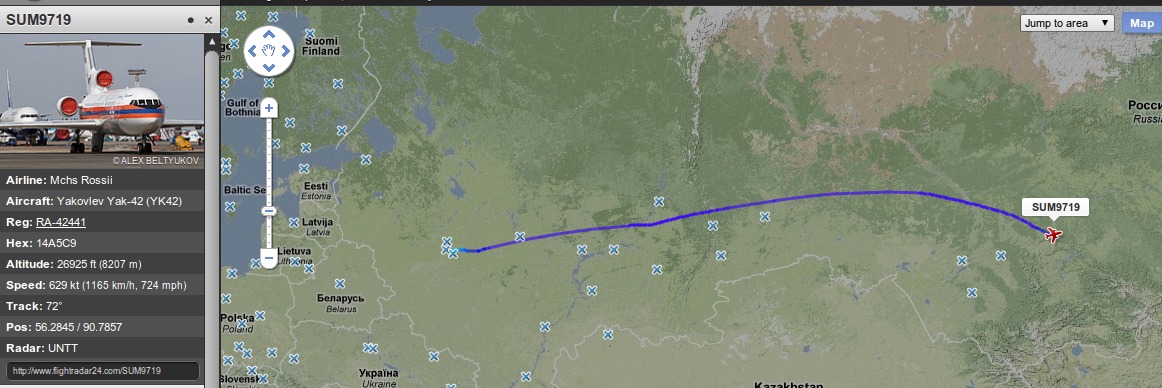 SUM9719
© ALEX BELTYUKOV
Airline: Mchs Rossii
Aircraft: Yakovlev Yak-42 (YK42)
Reg: RA-42441
Hex: 14A5C9
Altitude: 26925 ft (8207 m)
Speed: 629 kt (1165 km/h, 724 mph)
Track: 72°
Pos: 56.2845 / 90.7857
Radar: UNTT
http://www.flightradar24.com/SUM9719
Jump to area
Map
Suomi
Finland
Gulf of
Bothnia
Baltic Se
Eesti
Estonia
Latvija
Latvia
Lietuva
Lithuania
Беларусь
Belarus
Polska
Poland
Україна
Ukraine
Slovensk
Kazakhstan
Росси
Russia
SUM9719